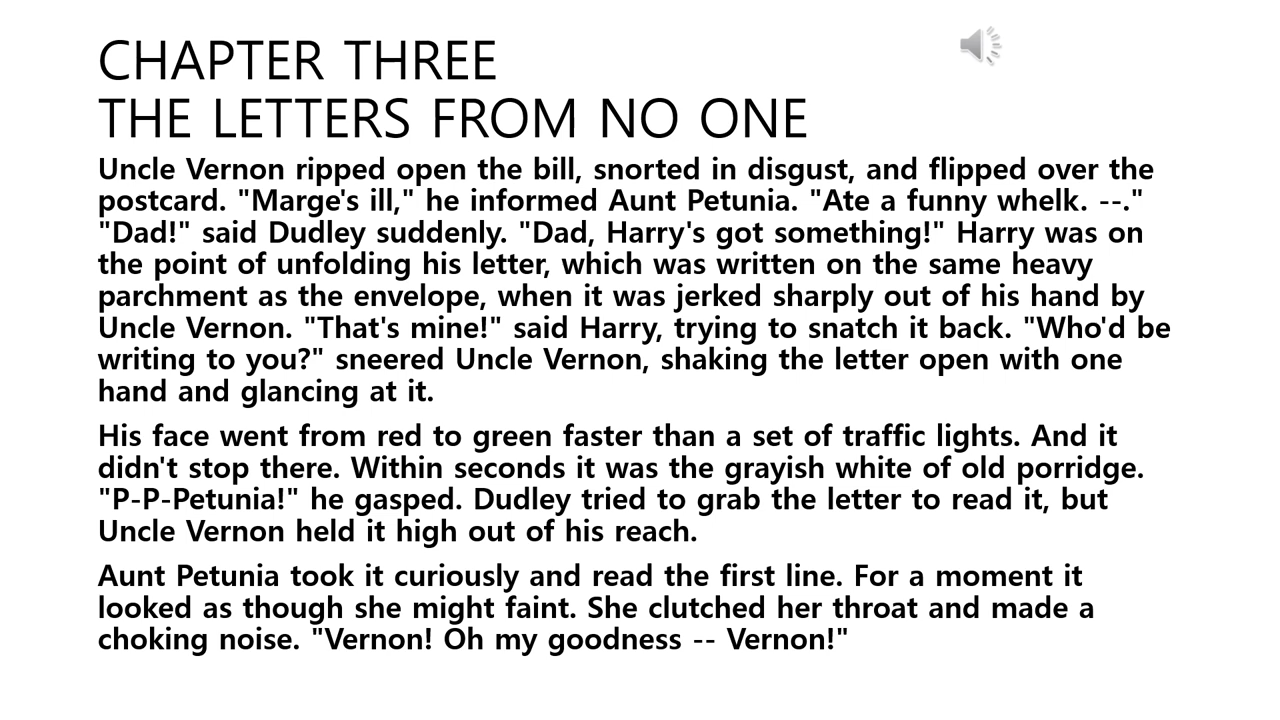 CHAPTER THREE
THE LETTERS FROM NO ONE
Uncle Vernon ripped open the bill, snorted in disgust, and flipped over the
postcard. "Marge's ill," he informed Aunt Petunia. "Ate a funny whelk. --."
"Dad!" said Dudley suddenly. "Dad, Harry's got something!" Harry was on
the point of unfolding his letter, which was written on the same heavy
parchment as the envelope, when it was jerked sharply out of his hand by
Uncle Vernon. "That's mine!" said Harry, trying to snatch it back. "Who'd be
writing to you?" sneered Uncle Vernon, shaking the letter open with one
hand and glancing at it.
His face went from red to green faster than a set of traffic lights. And it
didn't stop there. Within seconds it was the grayish white of old porridge.
"P-P-Petunia!" he gasped. Dudley tried to grab the letter to read it, but
Uncle Vernon held it high out of his reach.
Aunt Petunia took it curiously and read the first line. For a moment it
looked as though she might faint. She clutched her throat and made a
choking noise. "Vernon! Oh my goodness -- Vernon!"